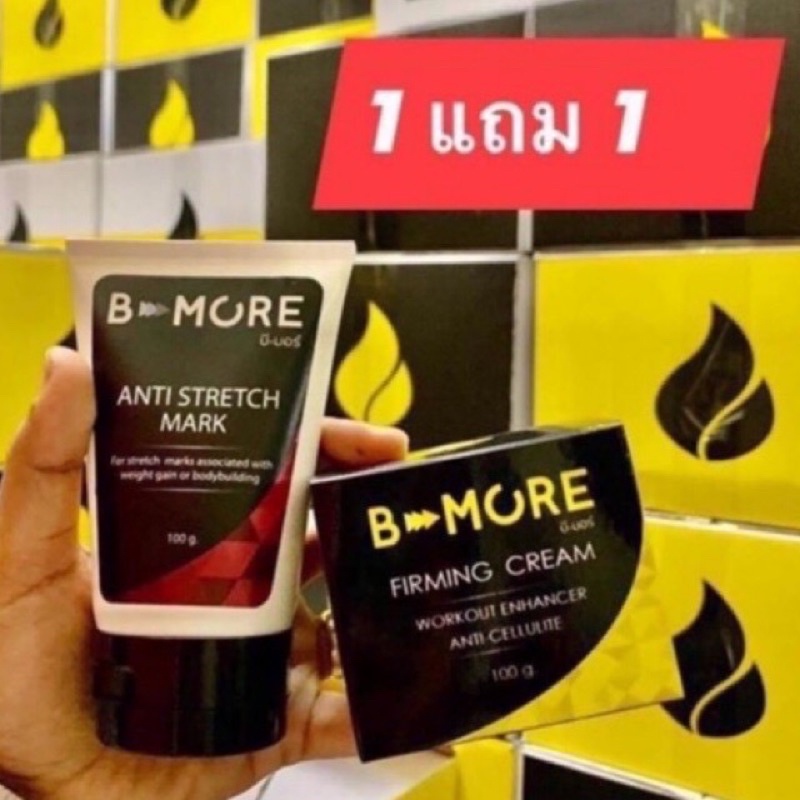 1 แถม 1
B MORE
บี-มอร์
ANTI STRETCH
MARK
For stretch marks associated with
weight gain or bodybuilding
100 g.
B MORE
บี-มอร์
FIRMING CREAM
WORKOUT ENHANCER
ANTI CELLULITE
100 g.